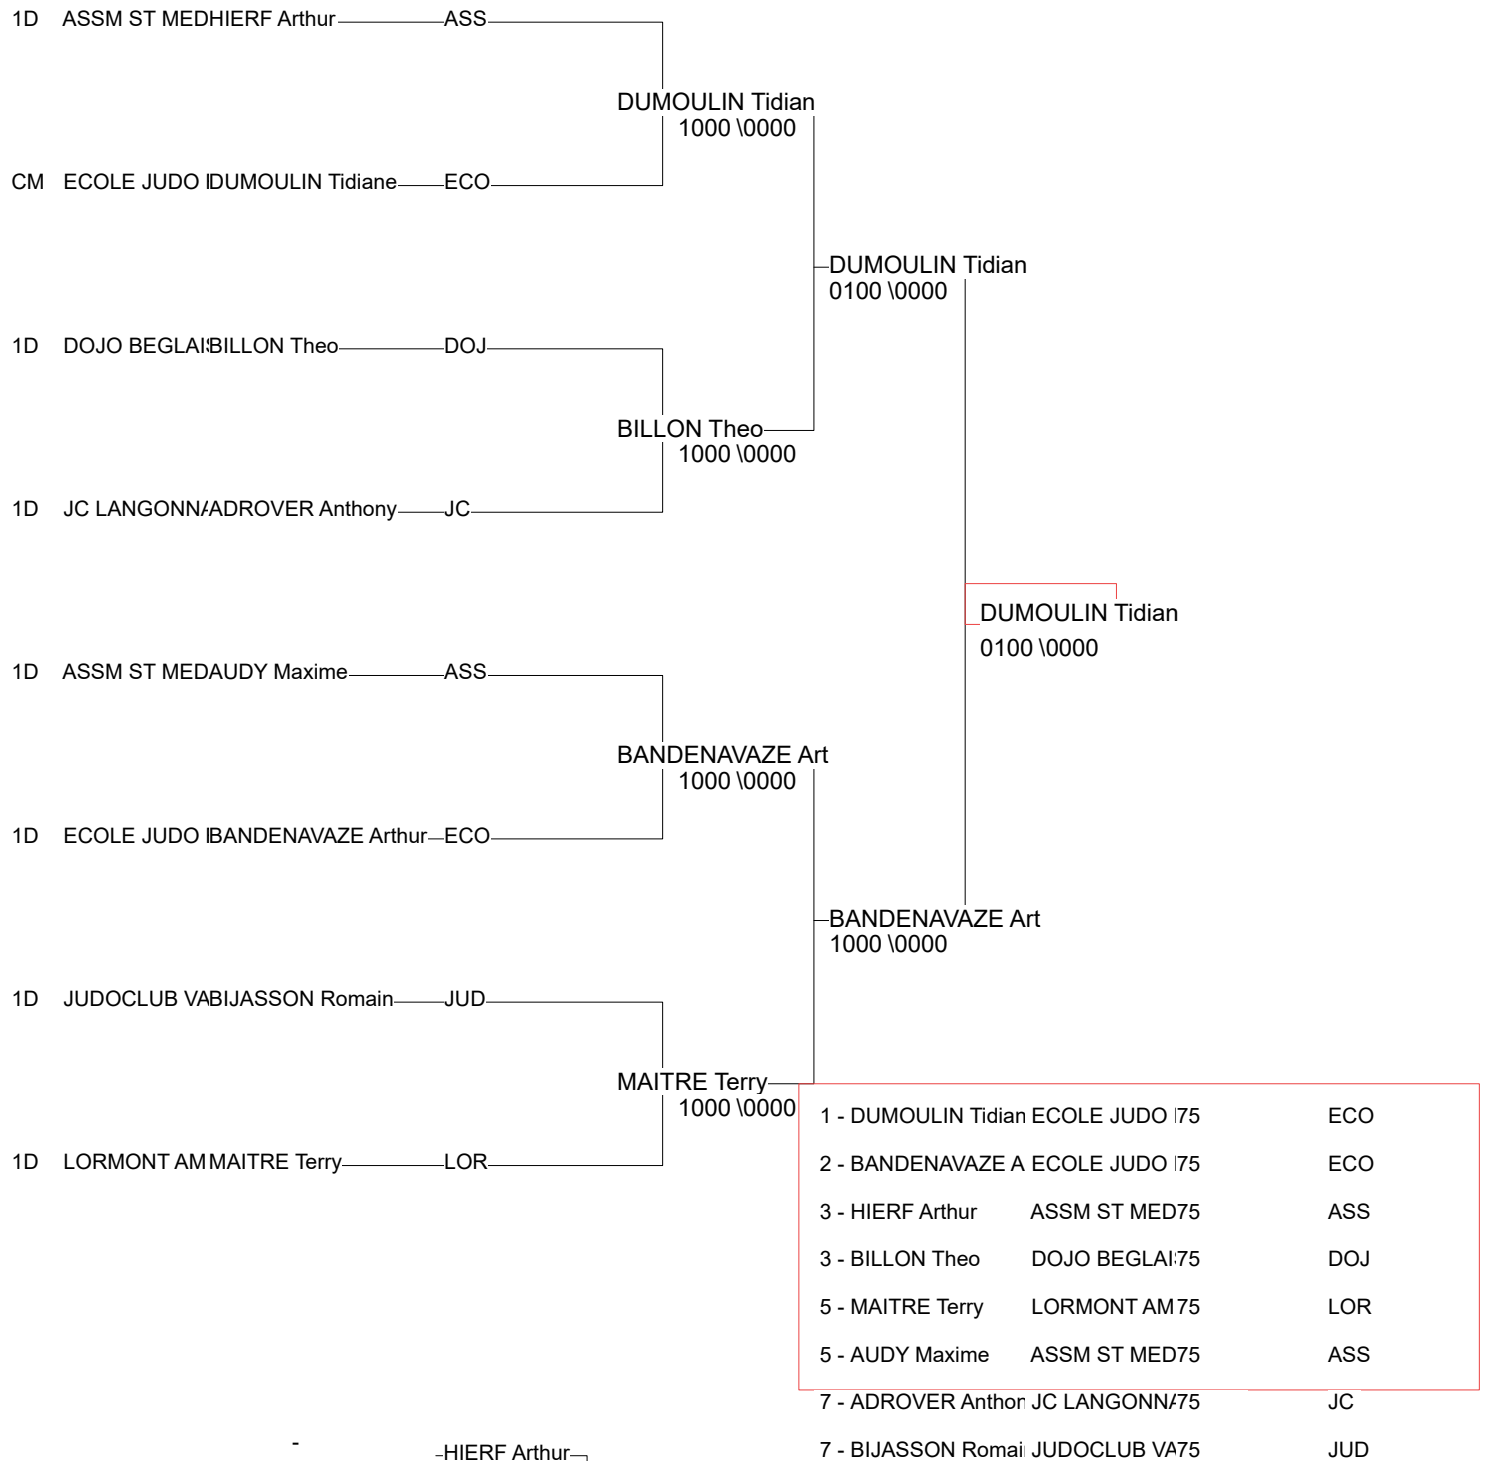 1D ASSM ST MEDHIERF Arthur ASS
DUMOULIN Tidian
1000 \0000
CM ECOLE JUDO DUMOULIN Tidiane ECO
DUMOULIN Tidian
0100 \0000
1D DOJO BEGLAIS BILLON Theo DOJ
BILLON Theo
1000 \0000
1D JC LANGONNA ADROVER Anthony JC
DUMOULIN Tidian
0100 \0000
1D ASSM ST MEDAUDY Maxime ASS
BANDENAVAZE Art
1000 \0000
1D ECOLE JUDO BANDENAVAZE Arthur ECO
BANDENAVAZE Art
1000 \0000
1D JUDOCLUB VABIJASSON Romain JUD
MAITRE Terry
1000 \0000
1D LORMONT AM MAITRE Terry LOR
1 - DUMOULIN Tidian ECOLE JUDO 75 ECO
2 - BANDENAVAZE A ECOLE JUDO 75 ECO
3 - HIERF Arthur ASSM ST MED75 ASS
3 - BILLON Theo DOJO BEGLAIS 75 DOJ
5 - MAITRE Terry LORMONT AM 75 LOR
5 - AUDY Maxime ASSM ST MED75 ASS
7 - ADROVER Anthon JC LANGONNA 75 JC
7 - BIJASSON Romai JUDOCLUB VA75 JUD
- HIERF Arthur